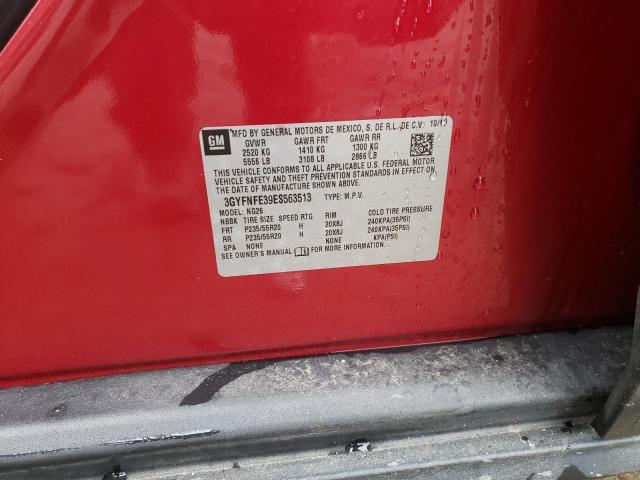 GM
MFD BY GENERAL MOTORS DE MEXICO, S. DE R.L. DE C.V. 10/13
GVWR GAWR FRT GAWR RR
2520 KG 1410 KG 1300 KG
5556 LB 3108 LB 2866 LB
THIS VEHICLE CONFORMS TO ALL APPLICABLE U.S. FEDERAL MOTOR
VEHICLE SAFETY AND THEFT PREVENTION STANDARDS IN EFFECT ON
THE DATE OF MANUFACTURE SHOWN ABOVE.
3GYFNFE39ES563513 TYPE: M.P.V.
MODEL: NG26
NBBK TIRE SIZE SPEED RTG RIM COLD TIRE PRESSURE
FRT P235/55R20 H 20X8J 240KPA(35PSI)
RR P235/55R20 H 20X8J 240KPA(35PSI)
SPA NONE NONE KPA(PSI)
SEE OWNER'S MANUAL FOR MORE INFORMATION.